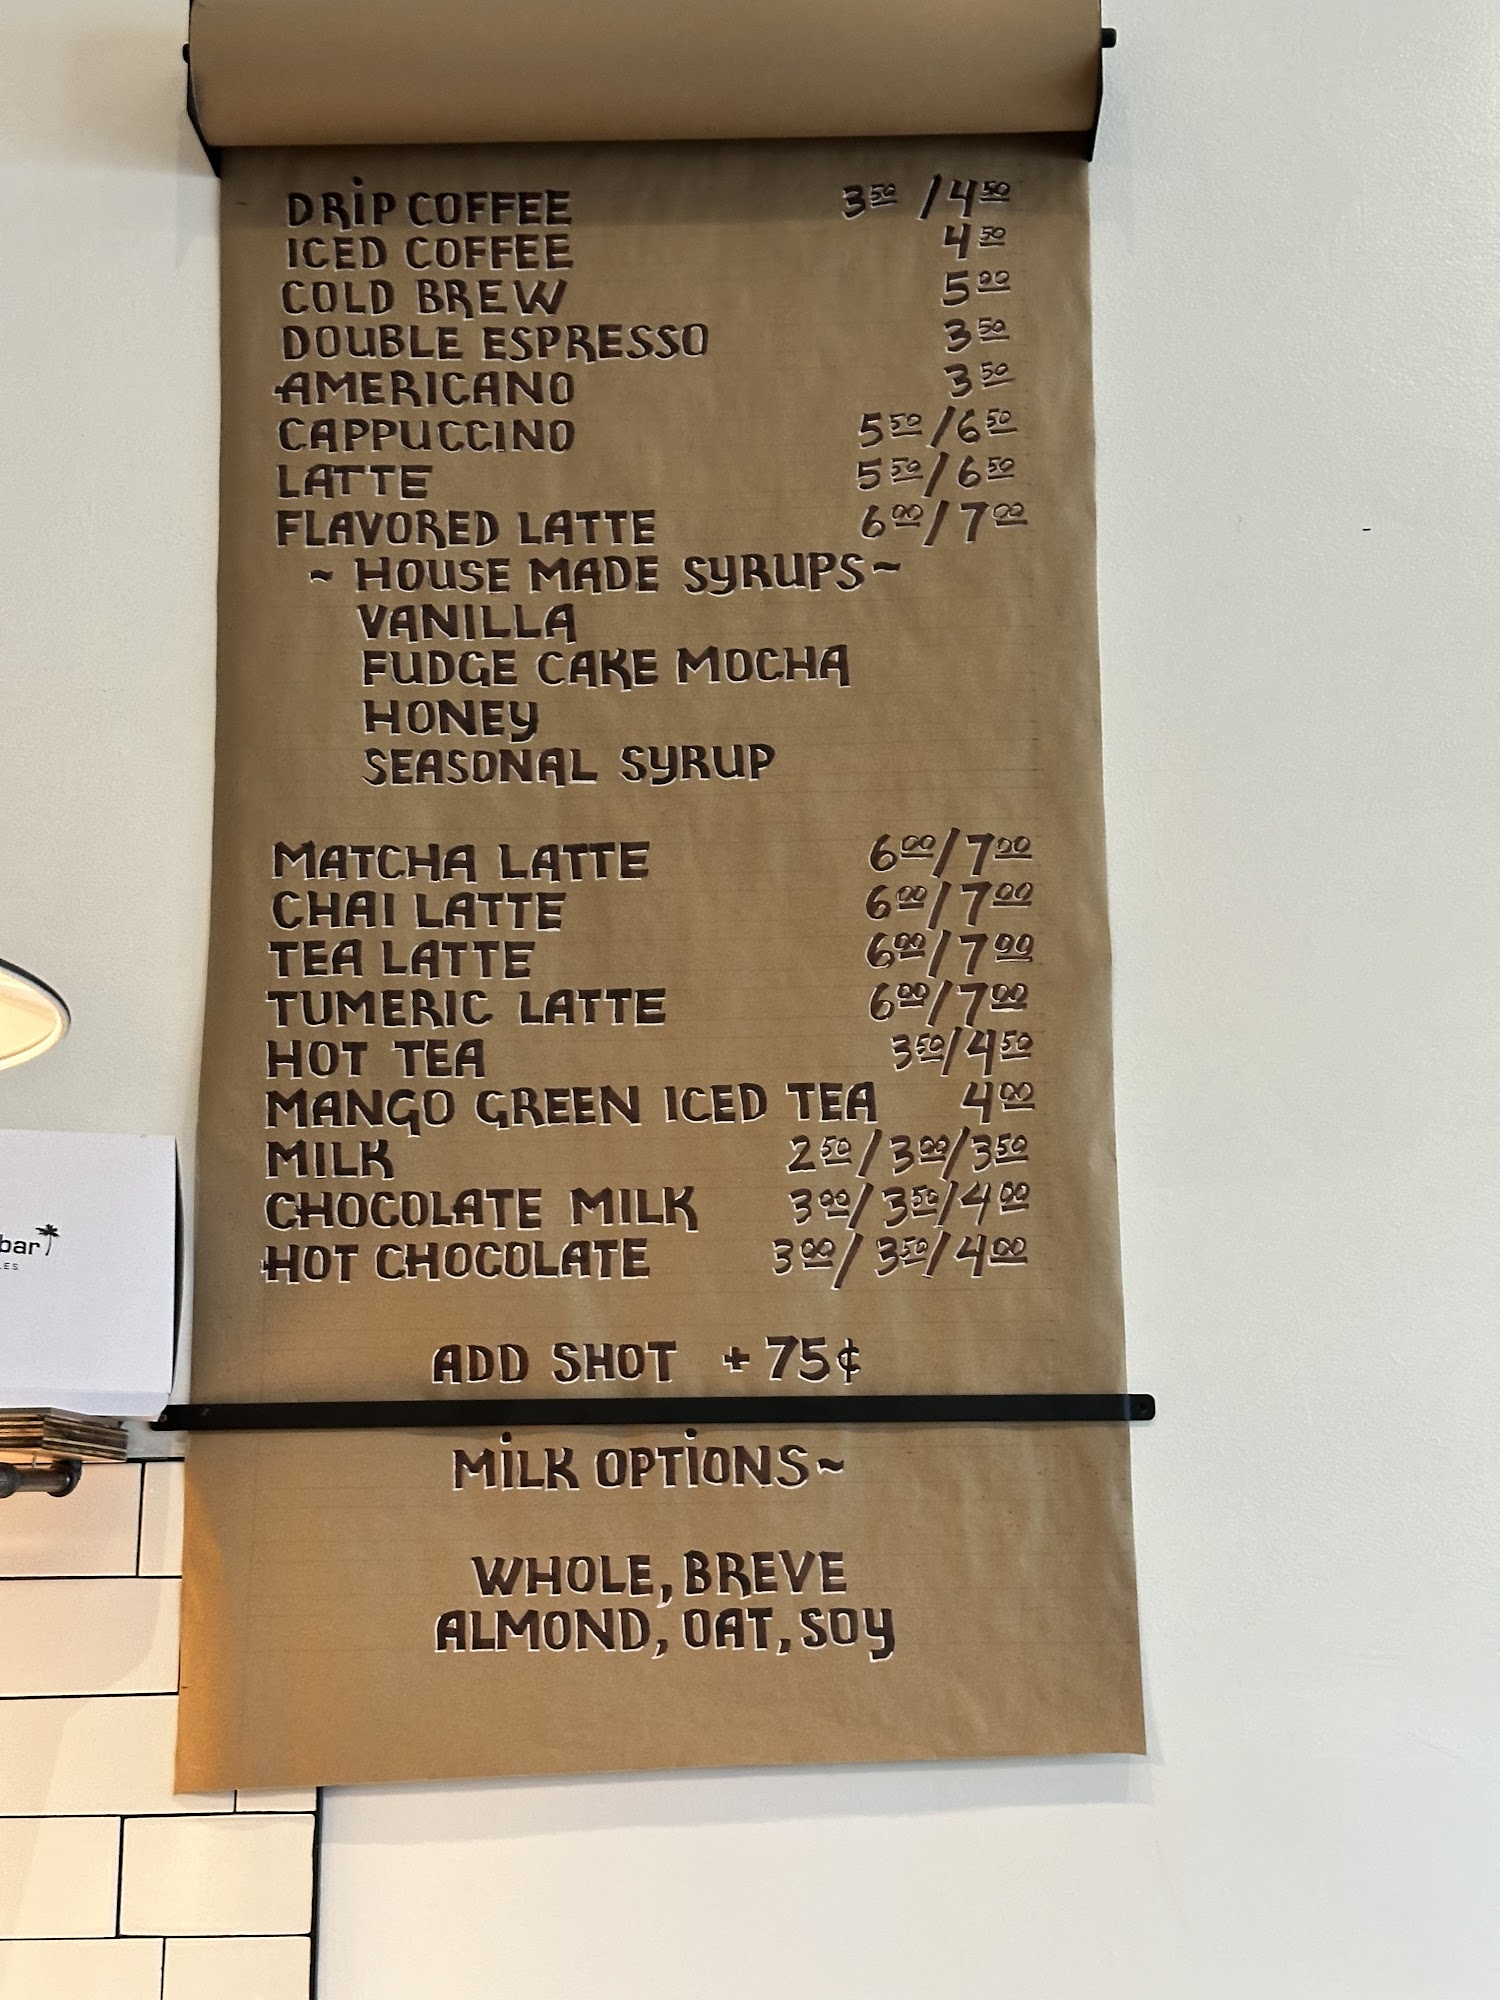 DRIP COFFEE 3 50 / 4 50
ICED COFFEE 4 50
COLD BREW 5 00
DOUBLE ESPRESSO 3 50
AMERICANO 3 50
CAPPUCCINO 5 50 / 6 50
LATTE 5 50 / 6 50
FLAVORED LATTE 6 00 / 7 00
~ HOUSE MADE SYRUPS ~
VANILLA
FUDGE CAKE MOCHA
HONEY
SEASONAL SYRUP
MATCHA LATTE 6 00 / 7 00
CHAI LATTE 6 00 / 7 00
TEA LATTE 6 00 / 7 00
TUMERIC LATTE 6 00 / 7 00
HOT TEA 3 50 / 4 50
MANGO GREEN ICED TEA 4 00
MILK 2 50 / 3 00 / 3 50
CHOCOLATE MILK 3 00 / 3 50 / 4 00
HOT CHOCOLATE 3 00 / 3 50 / 4 00
ADD SHOT + 75¢
MILK OPTIONS ~
WHOLE, BREVE
ALMOND, OAT, SOY
bar